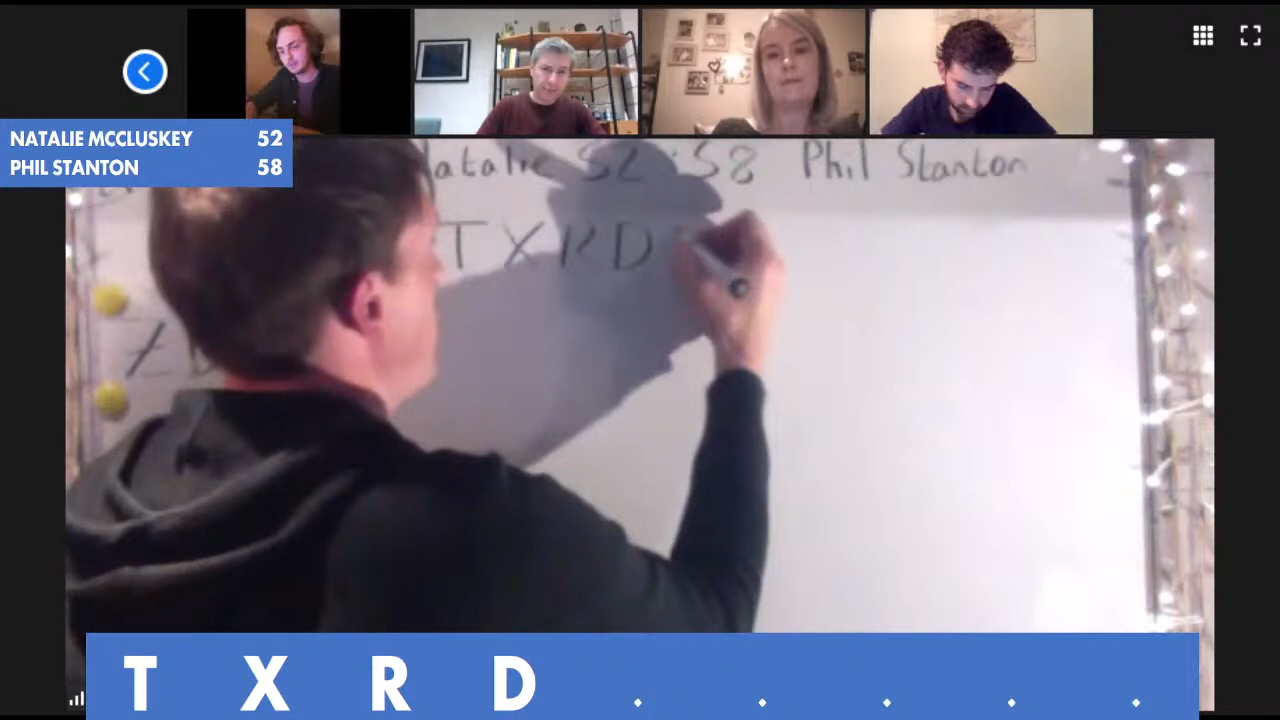 NATALIE MCCLUSKEY 52
PHIL STANTON 58
atalie 52 : 58 Phil Stanton
T X R D
T X R D . . . . .